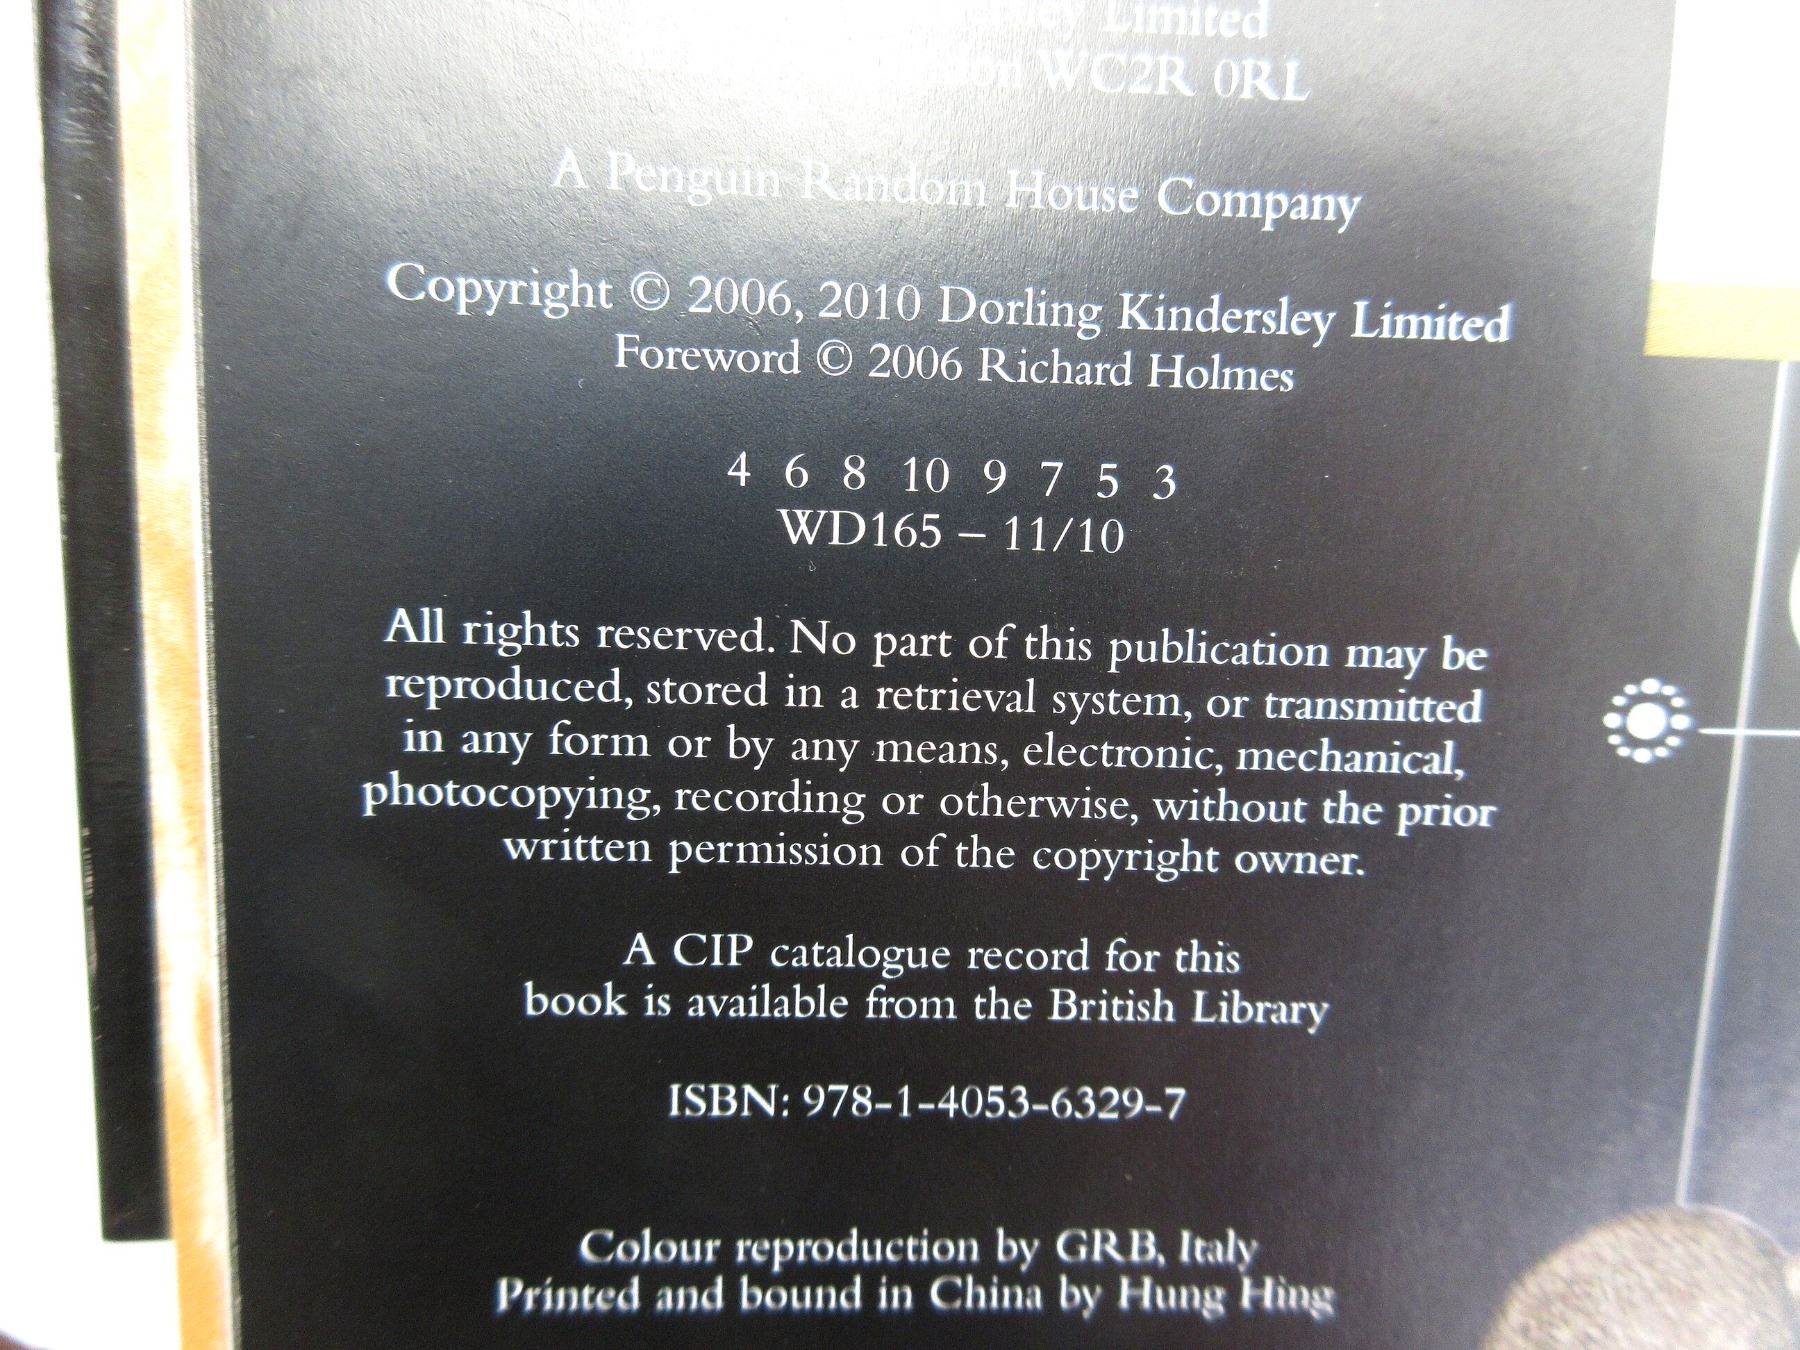 Limited
WC2R 0RL
A Penguin Random House Company
Copyright © 2006, 2010 Dorling Kindersley Limited
Foreword © 2006 Richard Holmes
4 6 8 10 9 7 5 3
WD165 – 11/10
All rights reserved. No part of this publication may be
reproduced, stored in a retrieval system, or transmitted
in any form or by any means, electronic, mechanical,
photocopying, recording or otherwise, without the prior
written permission of the copyright owner.
A CIP catalogue record for this
book is available from the British Library
ISBN: 978-1-4053-6329-7
Colour reproduction by GRB, Italy
Printed and bound in China by Hung Hing